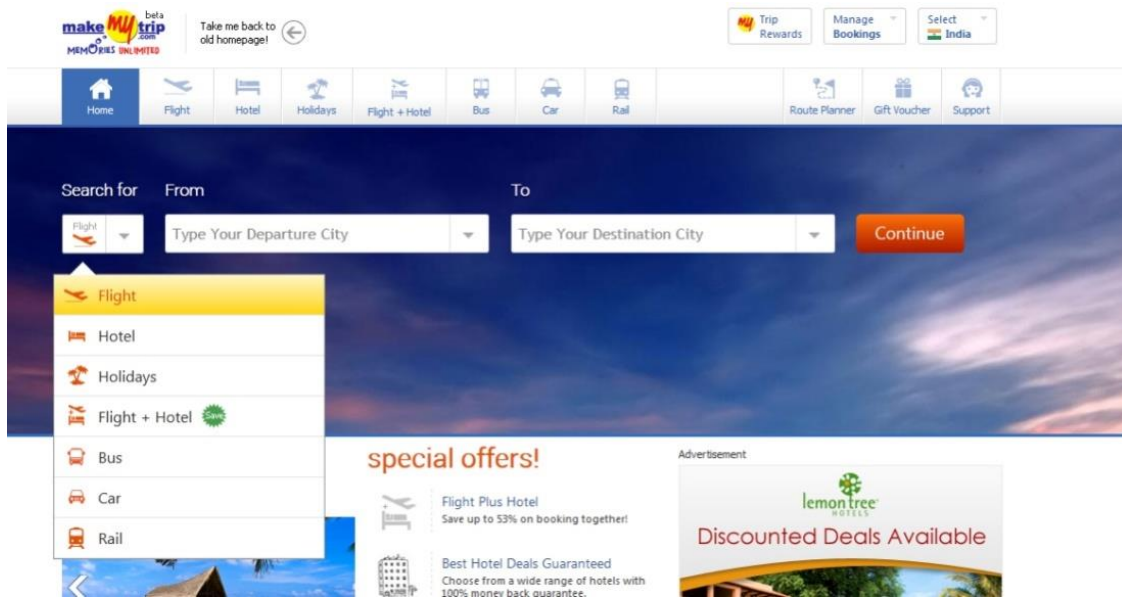 beta
make my trip .com
MEMORIES UNLIMITED
Take me back to
old homepage!
my Trip
Rewards
Manage
Bookings
Select
India
Home
Flight
Hotel
Holidays
Flight + Hotel
Bus
Car
Rail
Route Planner
Gift Voucher
Support
Search for
From
To
Flight
Type Your Departure City
Type Your Destination City
Continue
Flight
Hotel
Holidays
Flight + Hotel Save
Bus
Car
Rail
special offers!
Flight Plus Hotel
Save up to 53% on booking together!
Best Hotel Deals Guaranteed
Choose from a wide range of hotels with
100% money back guarantee.
Advertisement
lemon tree
HOTELS
Discounted Deals Available